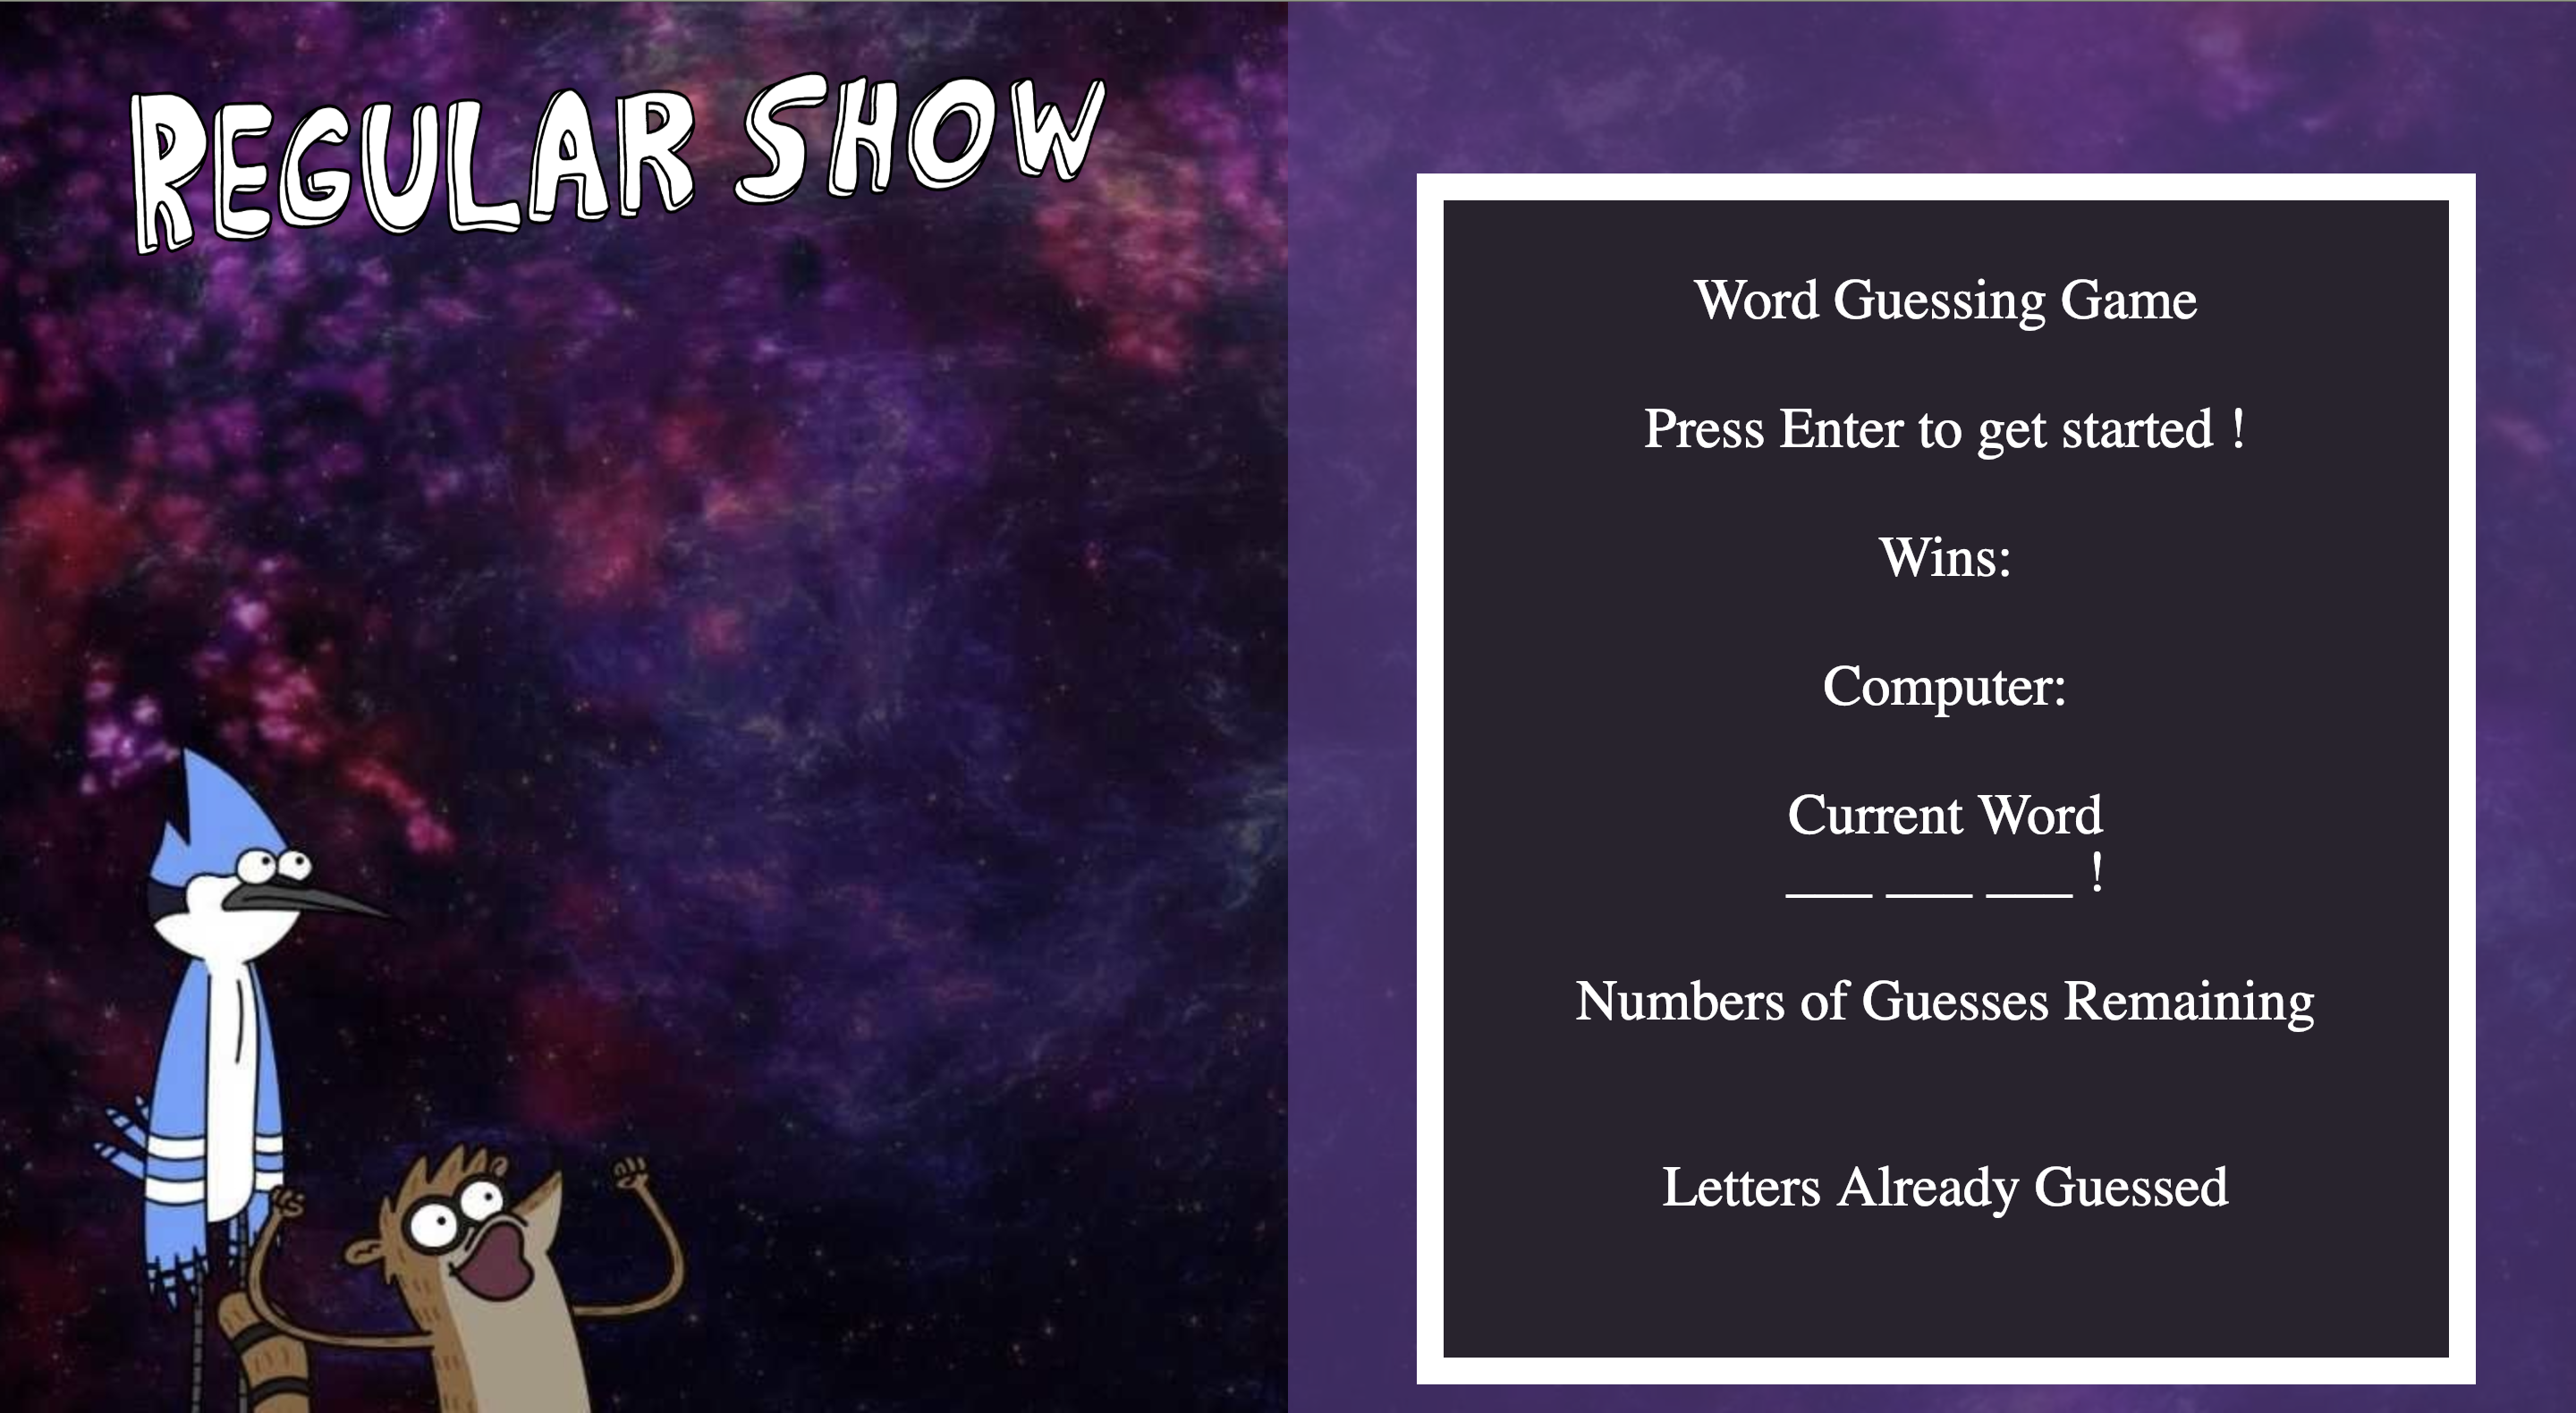 REGULAR SHOW
Word Guessing Game
Press Enter to get started !
Wins:
Computer:
Current Word
___ ___ ___ !
Numbers of Guesses Remaining
Letters Already Guessed